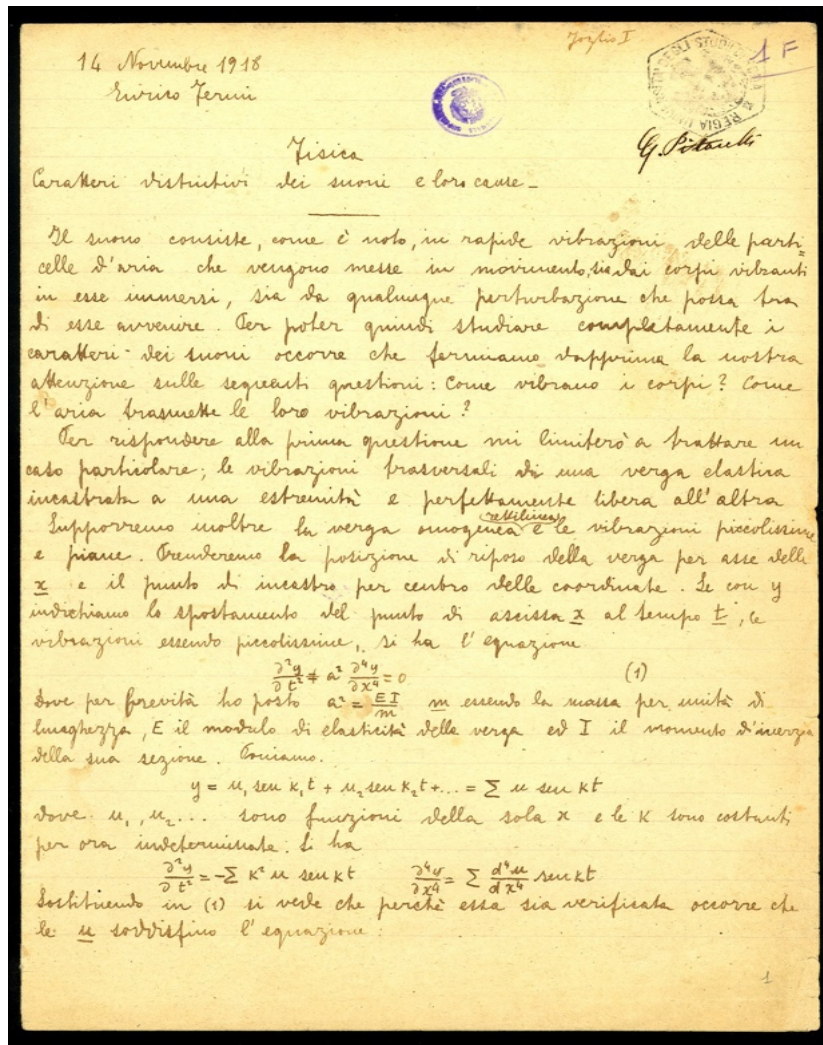 Foglio I
1 F
14 Novembre 1918
Enrico Fermi
G. Pittarelli
Fisica
Caratteri distintivi dei suoni e loro cause_
Il suono consiste, come è noto, in rapide vibrazioni delle parti=
celle d'aria che vengono messe in movimento, sia dai corpi vibranti
in esse immersi, sia da qualunque perturbazione che possa tra
di esse avvenire. Per poter quindi studiare completamente i
caratteri dei suoni occorre che fermiamo dapprima la nostra
attenzione sulle seguenti questioni: Come vibrano i corpi? Come
l'aria trasmette le loro vibrazioni?
Per rispondere alla prima questione mi limiterò a trattare un
caso particolare; le vibrazioni trasversali di una verga elastica
incastrata a una estremità e perfettamente libera all'altra
Supporremo inoltre la verga omogenea rettilinea e le vibrazioni piccolissime
e piane. Prenderemo la posizione di riposo della verga per asse delle
x e il punto di incastro per centro delle coordinate. Se con y
indichiamo lo spostamento del punto di ascissa x al tempo t, le
vibrazioni essendo piccolissime, si ha l'equazione
∂²y/∂t² + a² ∂⁴y/∂x⁴ = 0 (1)
dove per brevità ho posto a² = EI/m m essendo la massa per unità di
lunghezza, E il modulo di elasticità della verga ed I il momento d'inerzia
della sua sezione. Poniamo.
y = u₁ sen k₁t + u₂ sen k₂t + ... = Σ u sen kt
dove u₁, u₂ ... sono funzioni della sola x e le K sono costanti
per ora indeterminate. Si ha
∂²y/∂t² = -Σ K² u sen kt ∂⁴y/∂x⁴ = Σ d⁴u/dx⁴ sen kt
Sostituendo in (1) si vede che perchè essa sia verificata occorre che
le u soddisfino l'equazione:
1